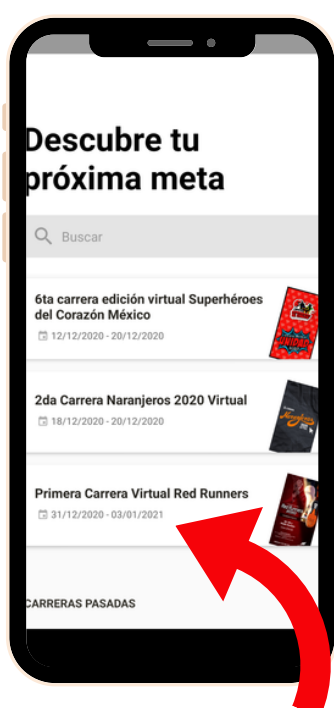 Descubre tu
próxima meta
Buscar
6ta carrera edición virtual Superhéroes
del Corazón México
12/12/2020 - 20/12/2020
UNIDAD
2da Carrera Naranjeros 2020 Virtual
18/12/2020 - 20/12/2020
Naranjeros
Primera Carrera Virtual Red Runners
31/12/2020 - 03/01/2021
CARRERAS PASADAS